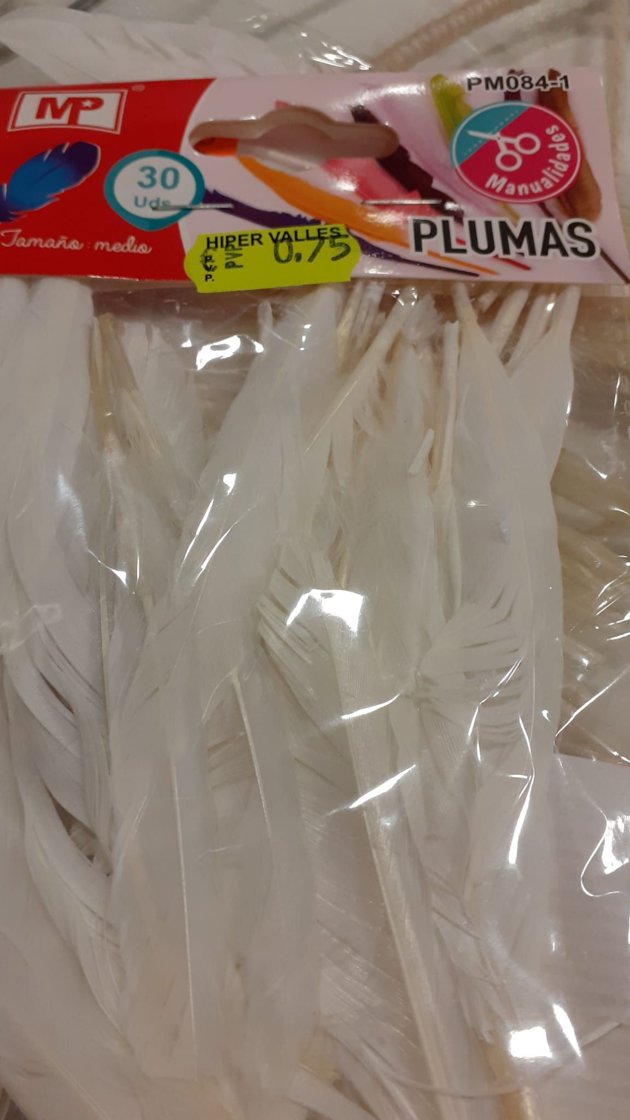 PM084-1
MP
30
Uds
Manualidades
Tamaño: medio
PLUMAS
HIPER VALLES
P.V.P.
PVP 0,75